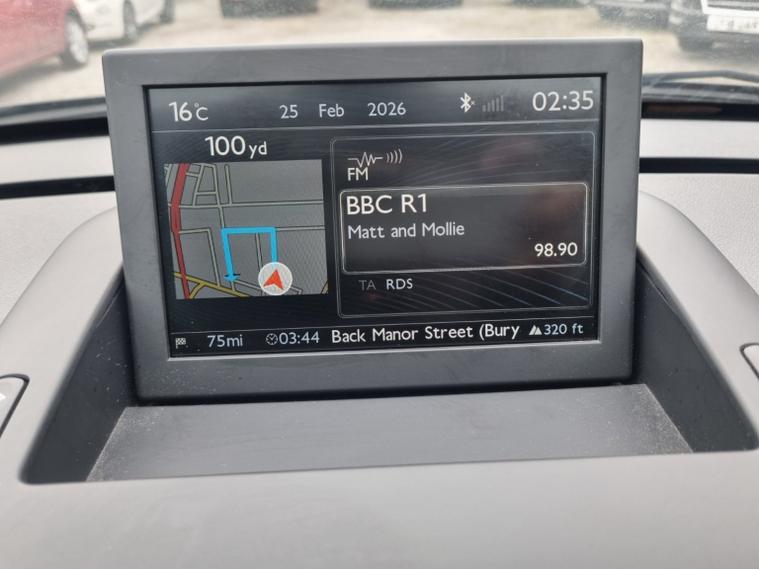 16°C 25 Feb 2026 02:35
100yd
FM
BBC R1
Matt and Mollie
98.90
TA RDS
75mi 03:44 Back Manor Street (Bury 320 ft